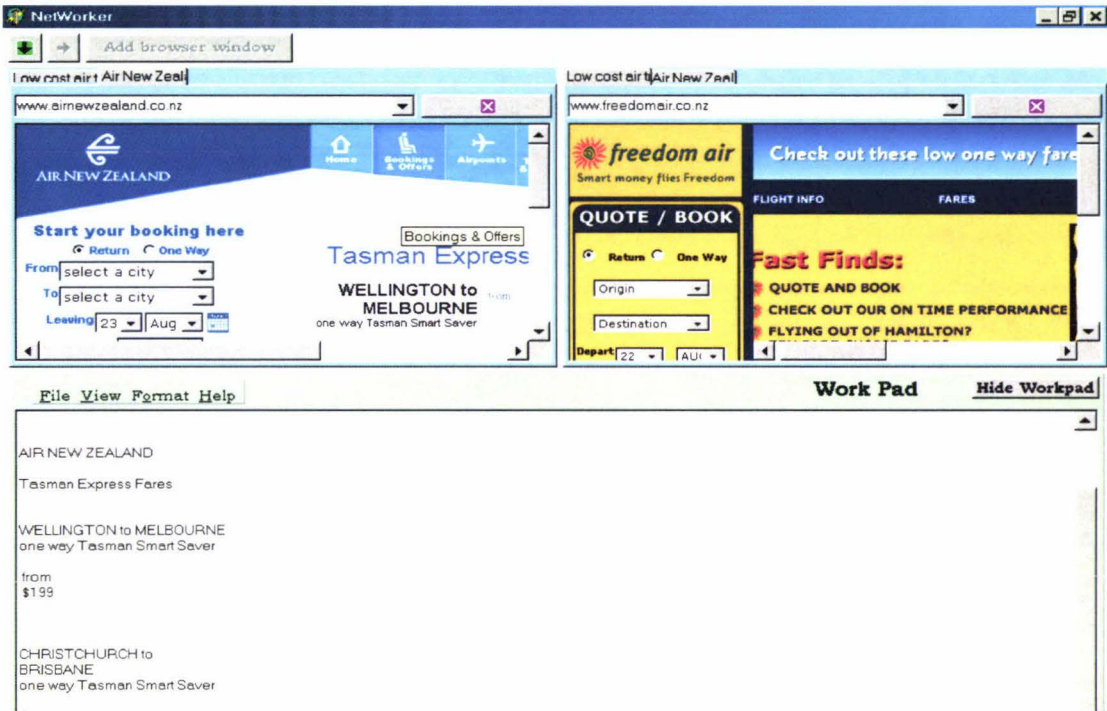 NetWorker
Add browser window
Low cost air t Air New Zeal
www.airnewzealand.co.nz
AIR NEW ZEALAND
Home
Bookings & Offers
Airpoints
Start your booking here
Return One Way
From select a city
To select a city
Leaving 23 Aug
Bookings & Offers
Tasman Express
WELLINGTON to
MELBOURNE
from
one way Tasman Smart Saver
Low cost air ti Air New Zeal
www.freedomair.co.nz
freedom air
Smart money flies Freedom
Check out these low one way fare
FLIGHT INFO FARES
QUOTE / BOOK
Return One Way
Origin
Destination
Depart 22 AU
Fast Finds:
QUOTE AND BOOK
CHECK OUT OUR ON TIME PERFORMANCE
FLYING OUT OF HAMILTON?
File View Format Help
Work Pad
Hide Workpad
AIR NEW ZEALAND
Tasman Express Fares
WELLINGTON to MELBOURNE
one way Tasman Smart Saver
from
$199
CHRISTCHURCH to
BRISBANE
one way Tasman Smart Saver